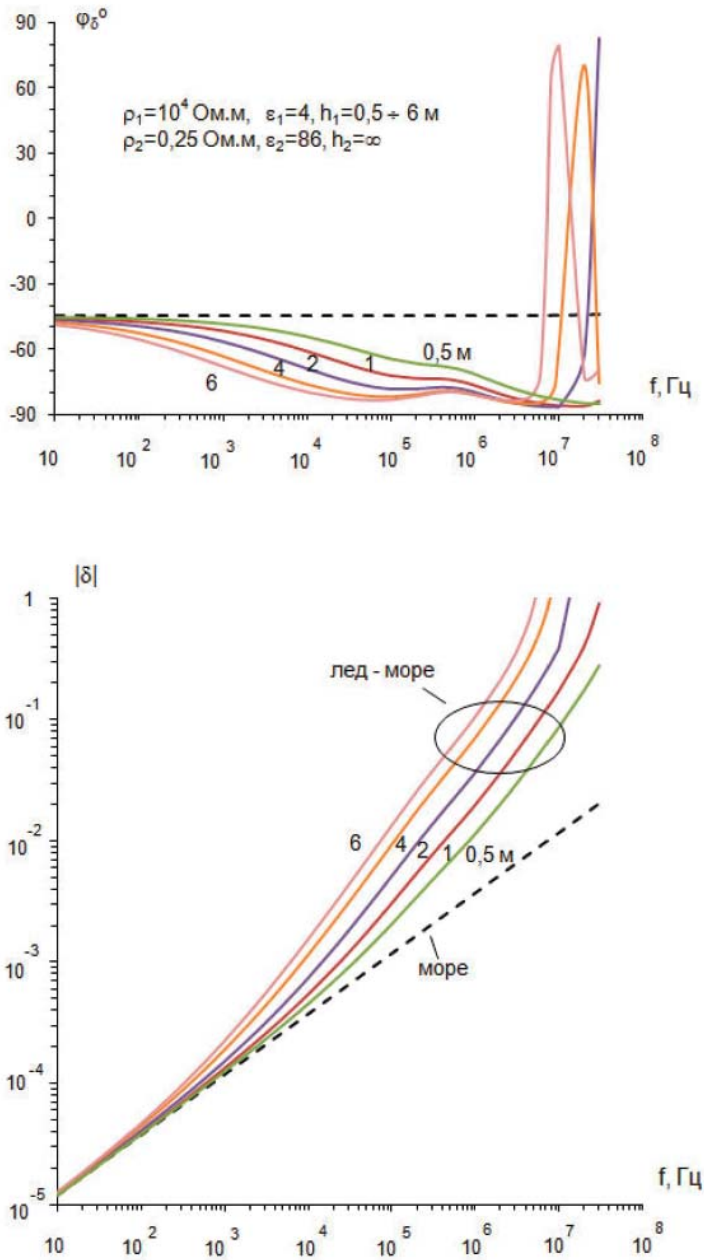 φδ°
90
60
30
0
-30
-60
-90
ρ₁=10⁴ Ом.м, ε₁=4, h₁=0,5 ÷ 6 м
ρ₂=0,25 Ом.м, ε₂=86, h₂=∞
6 4 2 1 0,5 м
f, Гц
10 10² 10³ 10⁴ 10⁵ 10⁶ 10⁷ 10⁸
|δ|
1
10⁻¹
10⁻²
10⁻³
10⁻⁴
10⁻⁵
лед - море
6 4 2 1 0,5 м
море
f, Гц
10 10² 10³ 10⁴ 10⁵ 10⁶ 10⁷ 10⁸